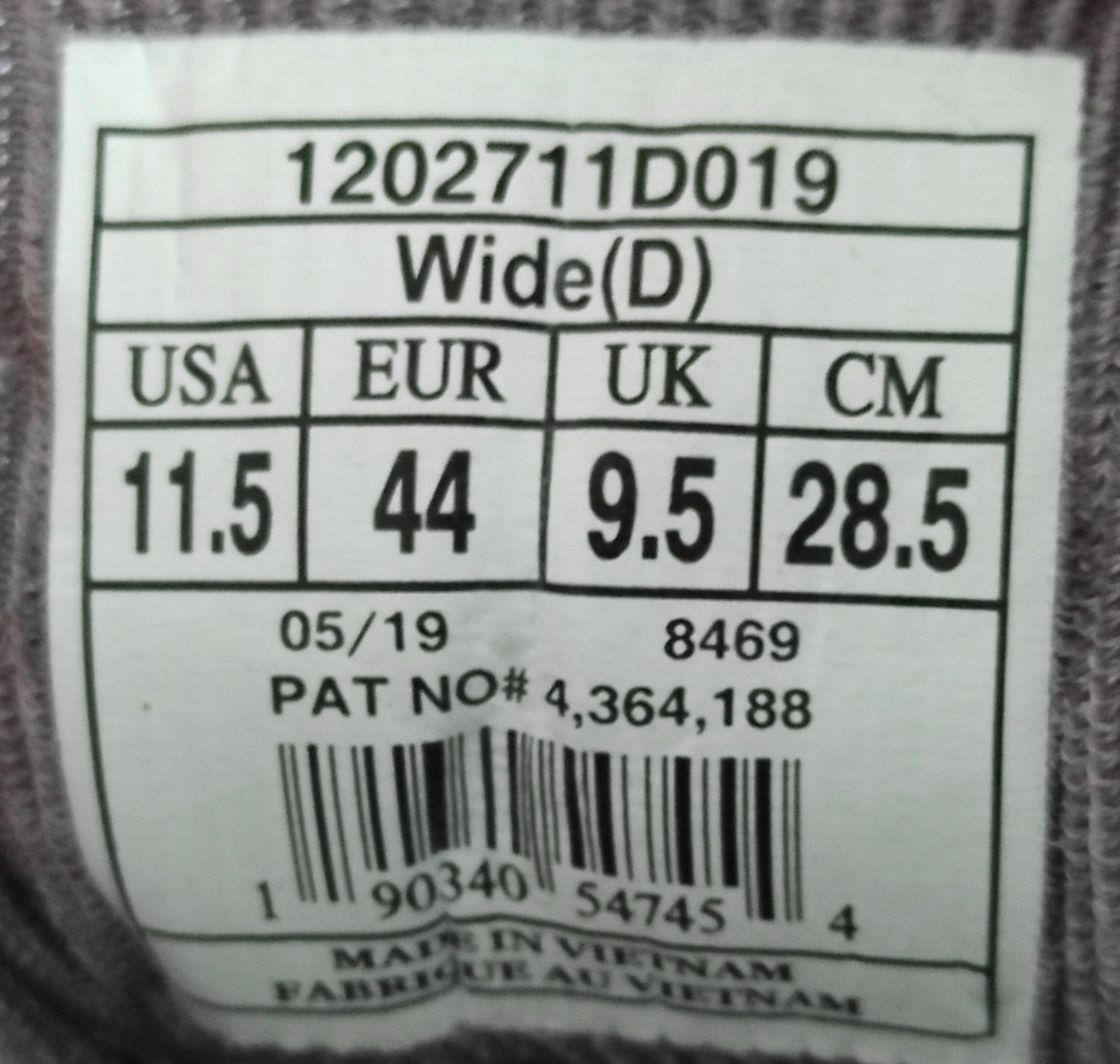 1202711D019
Wide(D)
USA EUR UK CM
11.5 44 9.5 28.5
05/19 8469
PAT NO# 4,364,188
1 90340 54745 4
MADE IN VIETNAM
FABRIQUE AU VIETNAM